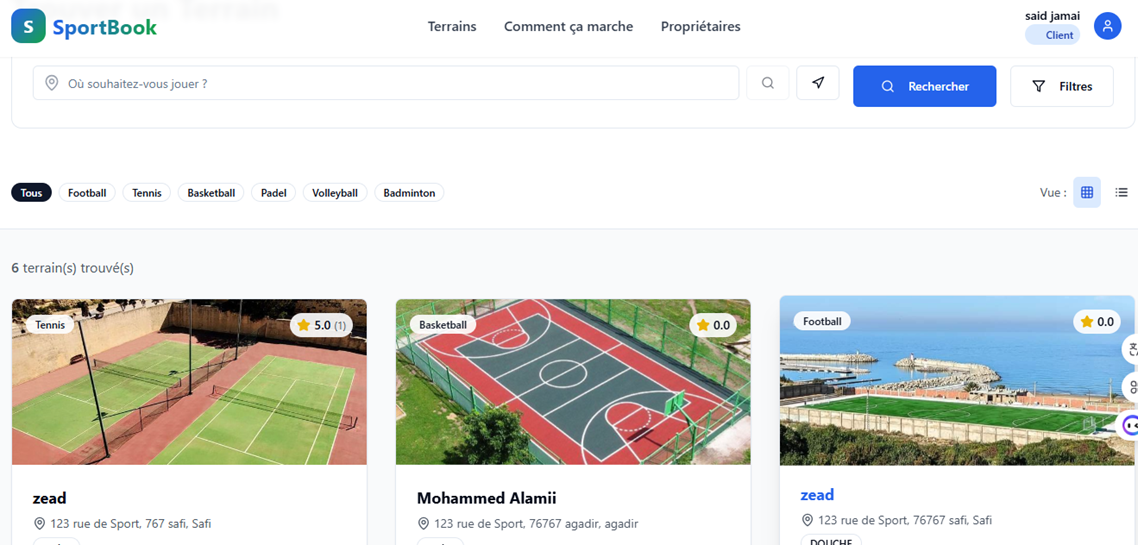 said jamai
S SportBook Terrains Comment ça marche Propriétaires
Client
Où souhaitez-vous jouer ? Rechercher Filtres
Tous Football Tennis Basketball Padel Volleyball Badminton Vue :
6 terrain(s) trouvé(s)
Tennis 5.0 (1)
Basketball 0.0
Football 0.0
zead
123 rue de Sport, 767 safi, Safi
Mohammed Alamii
123 rue de Sport, 76767 agadir, agadir
zead
123 rue de Sport, 76767 safi, Safi
DOUCHE